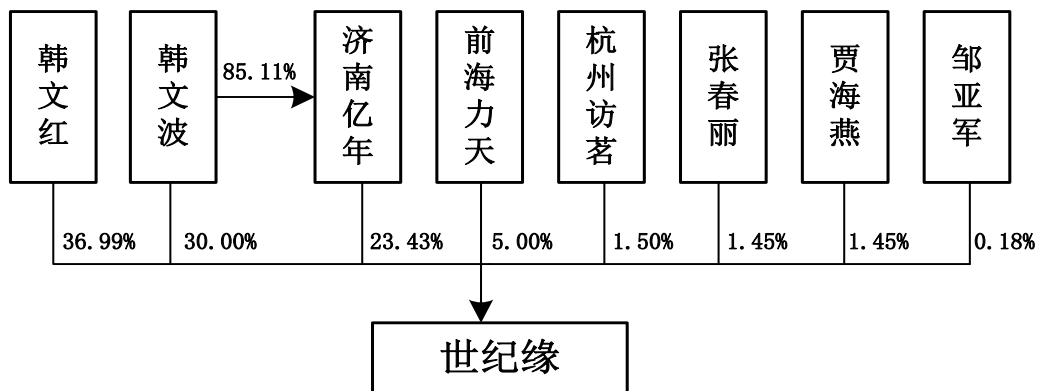 韩文红
韩文波
85.11%
济南亿年
前海力天
杭州访茗
张春丽
贾海燕
邹亚军
36.99%
30.00%
23.43%
5.00%
1.50%
1.45%
1.45%
0.18%
世纪缘